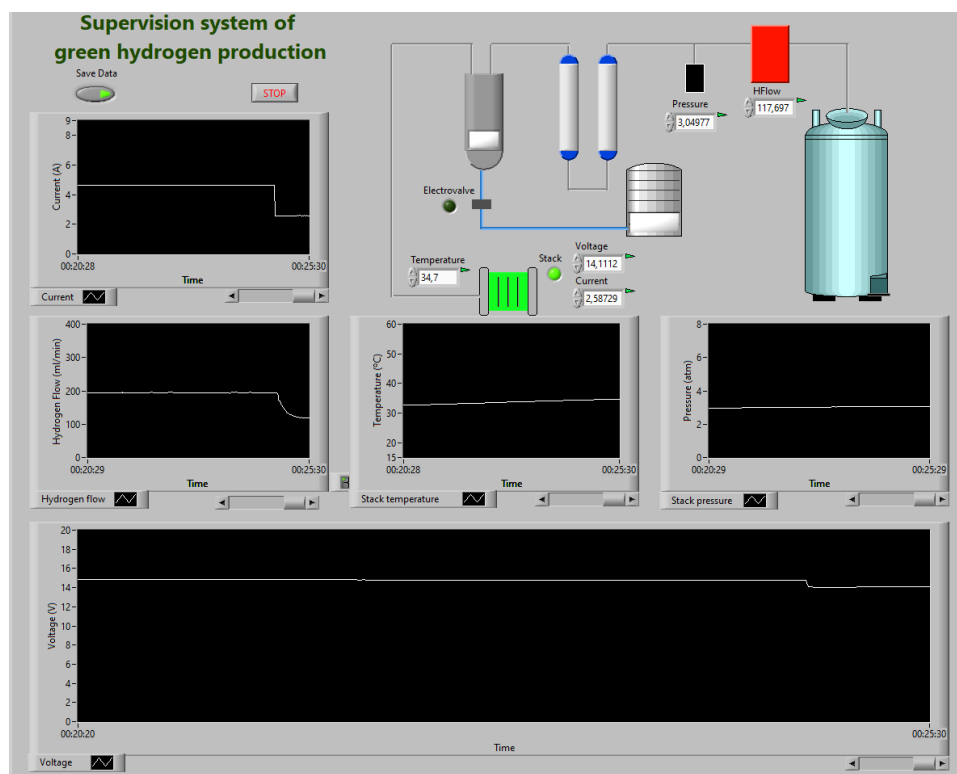 Supervision system of
green hydrogen production
Save Data
STOP
Pressure
3,04977
HFlow
117,697
Electrovalve
Temperature
34,7
Stack
Voltage
14,1112
Current
2,58729
Current (A)
9
8
6
4
2
0
00:20:28
00:25:30
Time
Current
Hydrogen Flow (ml/min)
400
300
200
100
0
00:20:29
00:25:30
Time
Hydrogen flow
Temperature (ºC)
60
50
40
30
20
15
00:20:28
00:25:30
Time
Stack temperature
Pressure (atm)
8
6
4
2
0
00:20:29
00:25:29
Time
Stack pressure
Voltage (V)
20
18
16
14
12
10
8
6
4
2
0
00:20:20
00:25:30
Time
Voltage